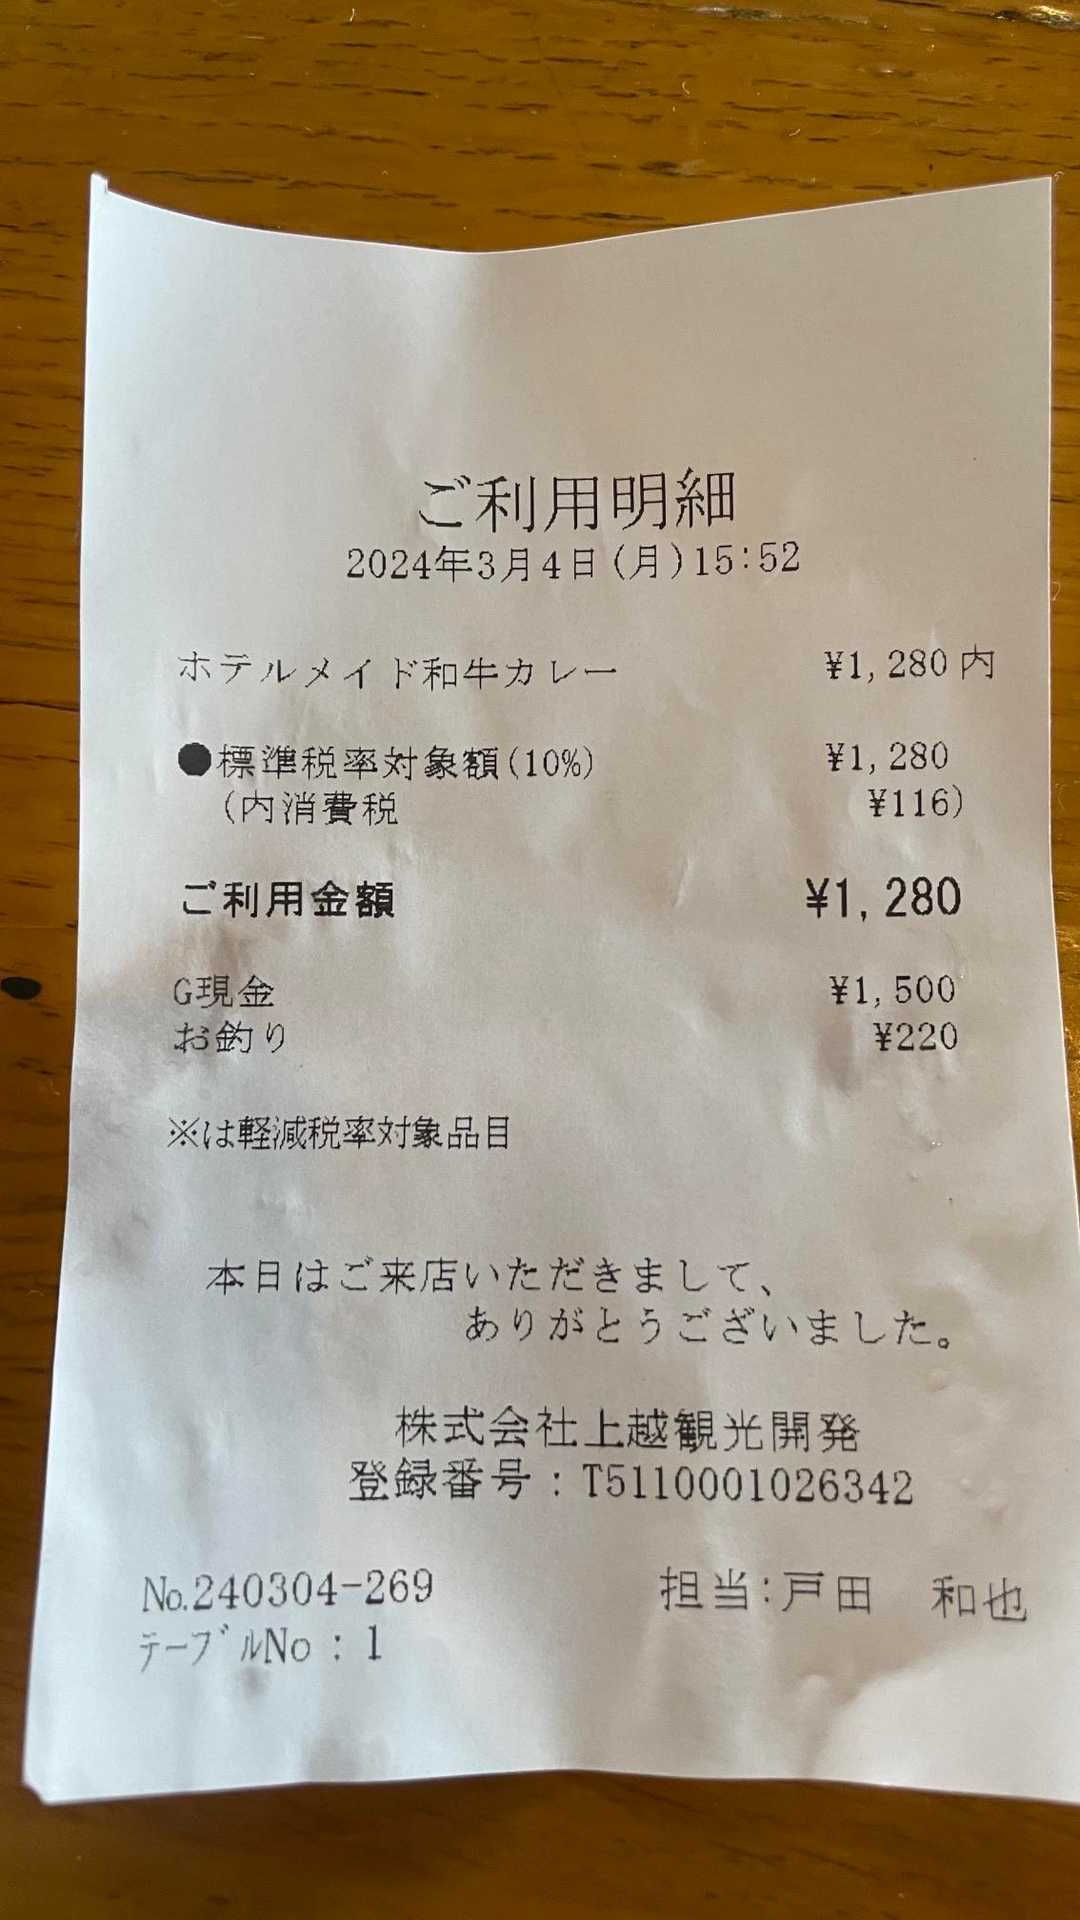 ご利用明細
2024年3月4日(月)15:52
ホテルメイド和牛カレー ¥1,280内
●標準税率対象額(10%) ¥1,280
(内消費税 ¥116)
ご利用金額 ¥1,280
G現金 ¥1,500
お釣り ¥220
※は軽減税率対象品目
本日はご来店いただきまして、
ありがとうございました。
株式会社上越観光開発
登録番号:T5110001026342
No.240304-269 担当:戸田 和也
ﾃｰﾌﾞﾙNo:1